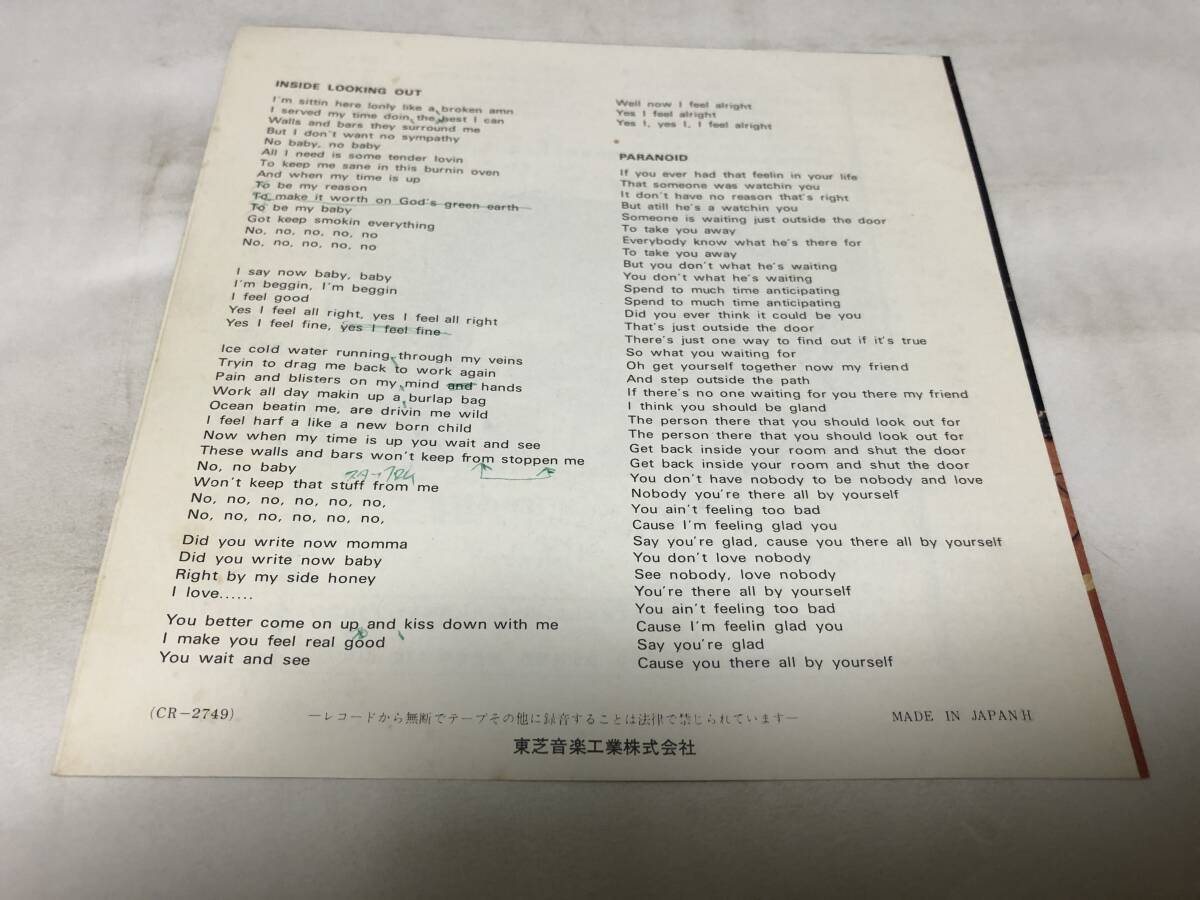 INSIDE LOOKING OUT
I'm sittin here lonly like a broken amn
I served my time doin, the best I can
Walls and bars they surround me
But I don't want no sympathy
No baby, no baby
All I need is some tender lovin
To keep me sane in this burnin oven
And when my time is up
To be my reason
To make it worth on God's green earth
To be my baby
Got keep smokin everything
No, no, no, no, no
No, no, no, no, no
I say now baby, baby
I'm beggin, I'm beggin
I feel good
Yes I feel all right, yes I feel all right
Yes I feel fine, yes I feel fine
Ice cold water running through my veins
Tryin to drag me back to work again
Pain and blisters on my mind and hands
Work all day makin up a burlap bag
Ocean beatin me, are drivin me wild
I feel harf a like a new born child
Now when my time is up you wait and see
These walls and bars won't keep from stoppen me
No, no baby
Won't keep that stuff from me
No, no, no, no, no, no,
No, no, no, no, no, no,
Did you write now momma
Did you write now baby
Right by my side honey
I love......
You better come on up and kiss down with me
I make you feel real good
You wait and see
Well now I feel alright
Yes I feel alright
Yes I, yes I, I feel alright
PARANOID
If you ever had that feelin in your life
That someone was watchin you
It don't have no reason that's right
But atill he's a watchin you
Someone is waiting just outside the door
To take you away
Everybody know what he's there for
To take you away
But you don't what he's waiting
You don't what he's waiting
Spend to much time anticipating
Spend to much time anticipating
Did you ever think it could be you
That's just outside the door
There's just one way to find out if it's true
So what you waiting for
Oh get yourself together now my friend
And step outside the path
If there's no one waiting for you there my friend
I think you should be gland
The person there that you should look out for
The person there that you should look out for
Get back inside your room and shut the door
Get back inside your room and shut the door
You don't have nobody to be nobody and love
Nobody you're there all by yourself
You ain't feeling too bad
Cause I'm feeling glad you
Say you're glad, cause you there all by yourself
You don't love nobody
See nobody, love nobody
You're there all by yourself
You ain't feeling too bad
Cause I'm feelin glad you
Say you're glad
Cause you there all by yourself
(CR-2749)
—レコードから無断でテープその他に録音することは法律で禁じられています—
MADE IN JAPAN H
東芝音楽工業株式会社